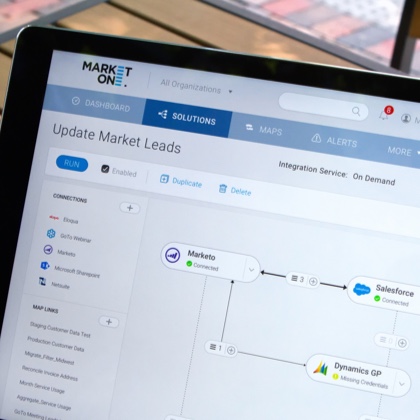 MARKET
ONE.
All Organizations
8
DASHBOARD
SOLUTIONS
MAPS
ALERTS
MORE
Update Market Leads
Integration Service: On Demand
RUN
Enabled
Duplicate
Delete
CONNECTIONS
Eloqua
GoTo Webinar
Marketo
Microsoft Sharepoint
Netsuite
MAP LINKS
Staging Customer Data Test
Production Customer Data
Migrate_Filter_Midwest
Reconcile Invoice Address
Month Service Usage
Aggregate_Service Usage
Marketo
Connected
3
Salesforce
Connected
1
Dynamics GP
Missing Credentials